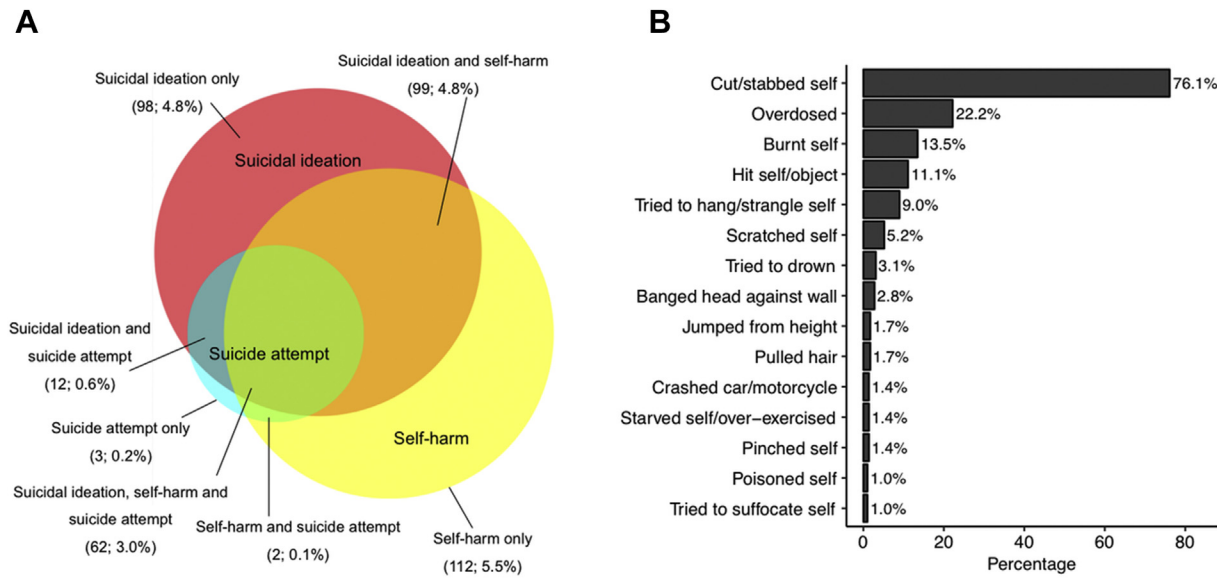 A
Suicidal ideation only
(98; 4.8%)
Suicidal ideation and self-harm
(99; 4.8%)
Suicidal ideation
Suicidal ideation and
suicide attempt
(12; 0.6%)
Suicide attempt
Suicide attempt only
(3; 0.2%)
Self-harm
Suicidal ideation, self-harm and
suicide attempt
(62; 3.0%)
Self-harm and suicide attempt
(2; 0.1%)
Self-harm only
(112; 5.5%)
B
Cut/stabbed self 76.1%
Overdosed 22.2%
Burnt self 13.5%
Hit self/object 11.1%
Tried to hang/strangle self 9.0%
Scratched self 5.2%
Tried to drown 3.1%
Banged head against wall 2.8%
Jumped from height 1.7%
Pulled hair 1.7%
Crashed car/motorcycle 1.4%
Starved self/over−exercised 1.4%
Pinched self 1.4%
Poisoned self 1.0%
Tried to suffocate self 1.0%
0 20 40 60 80
Percentage